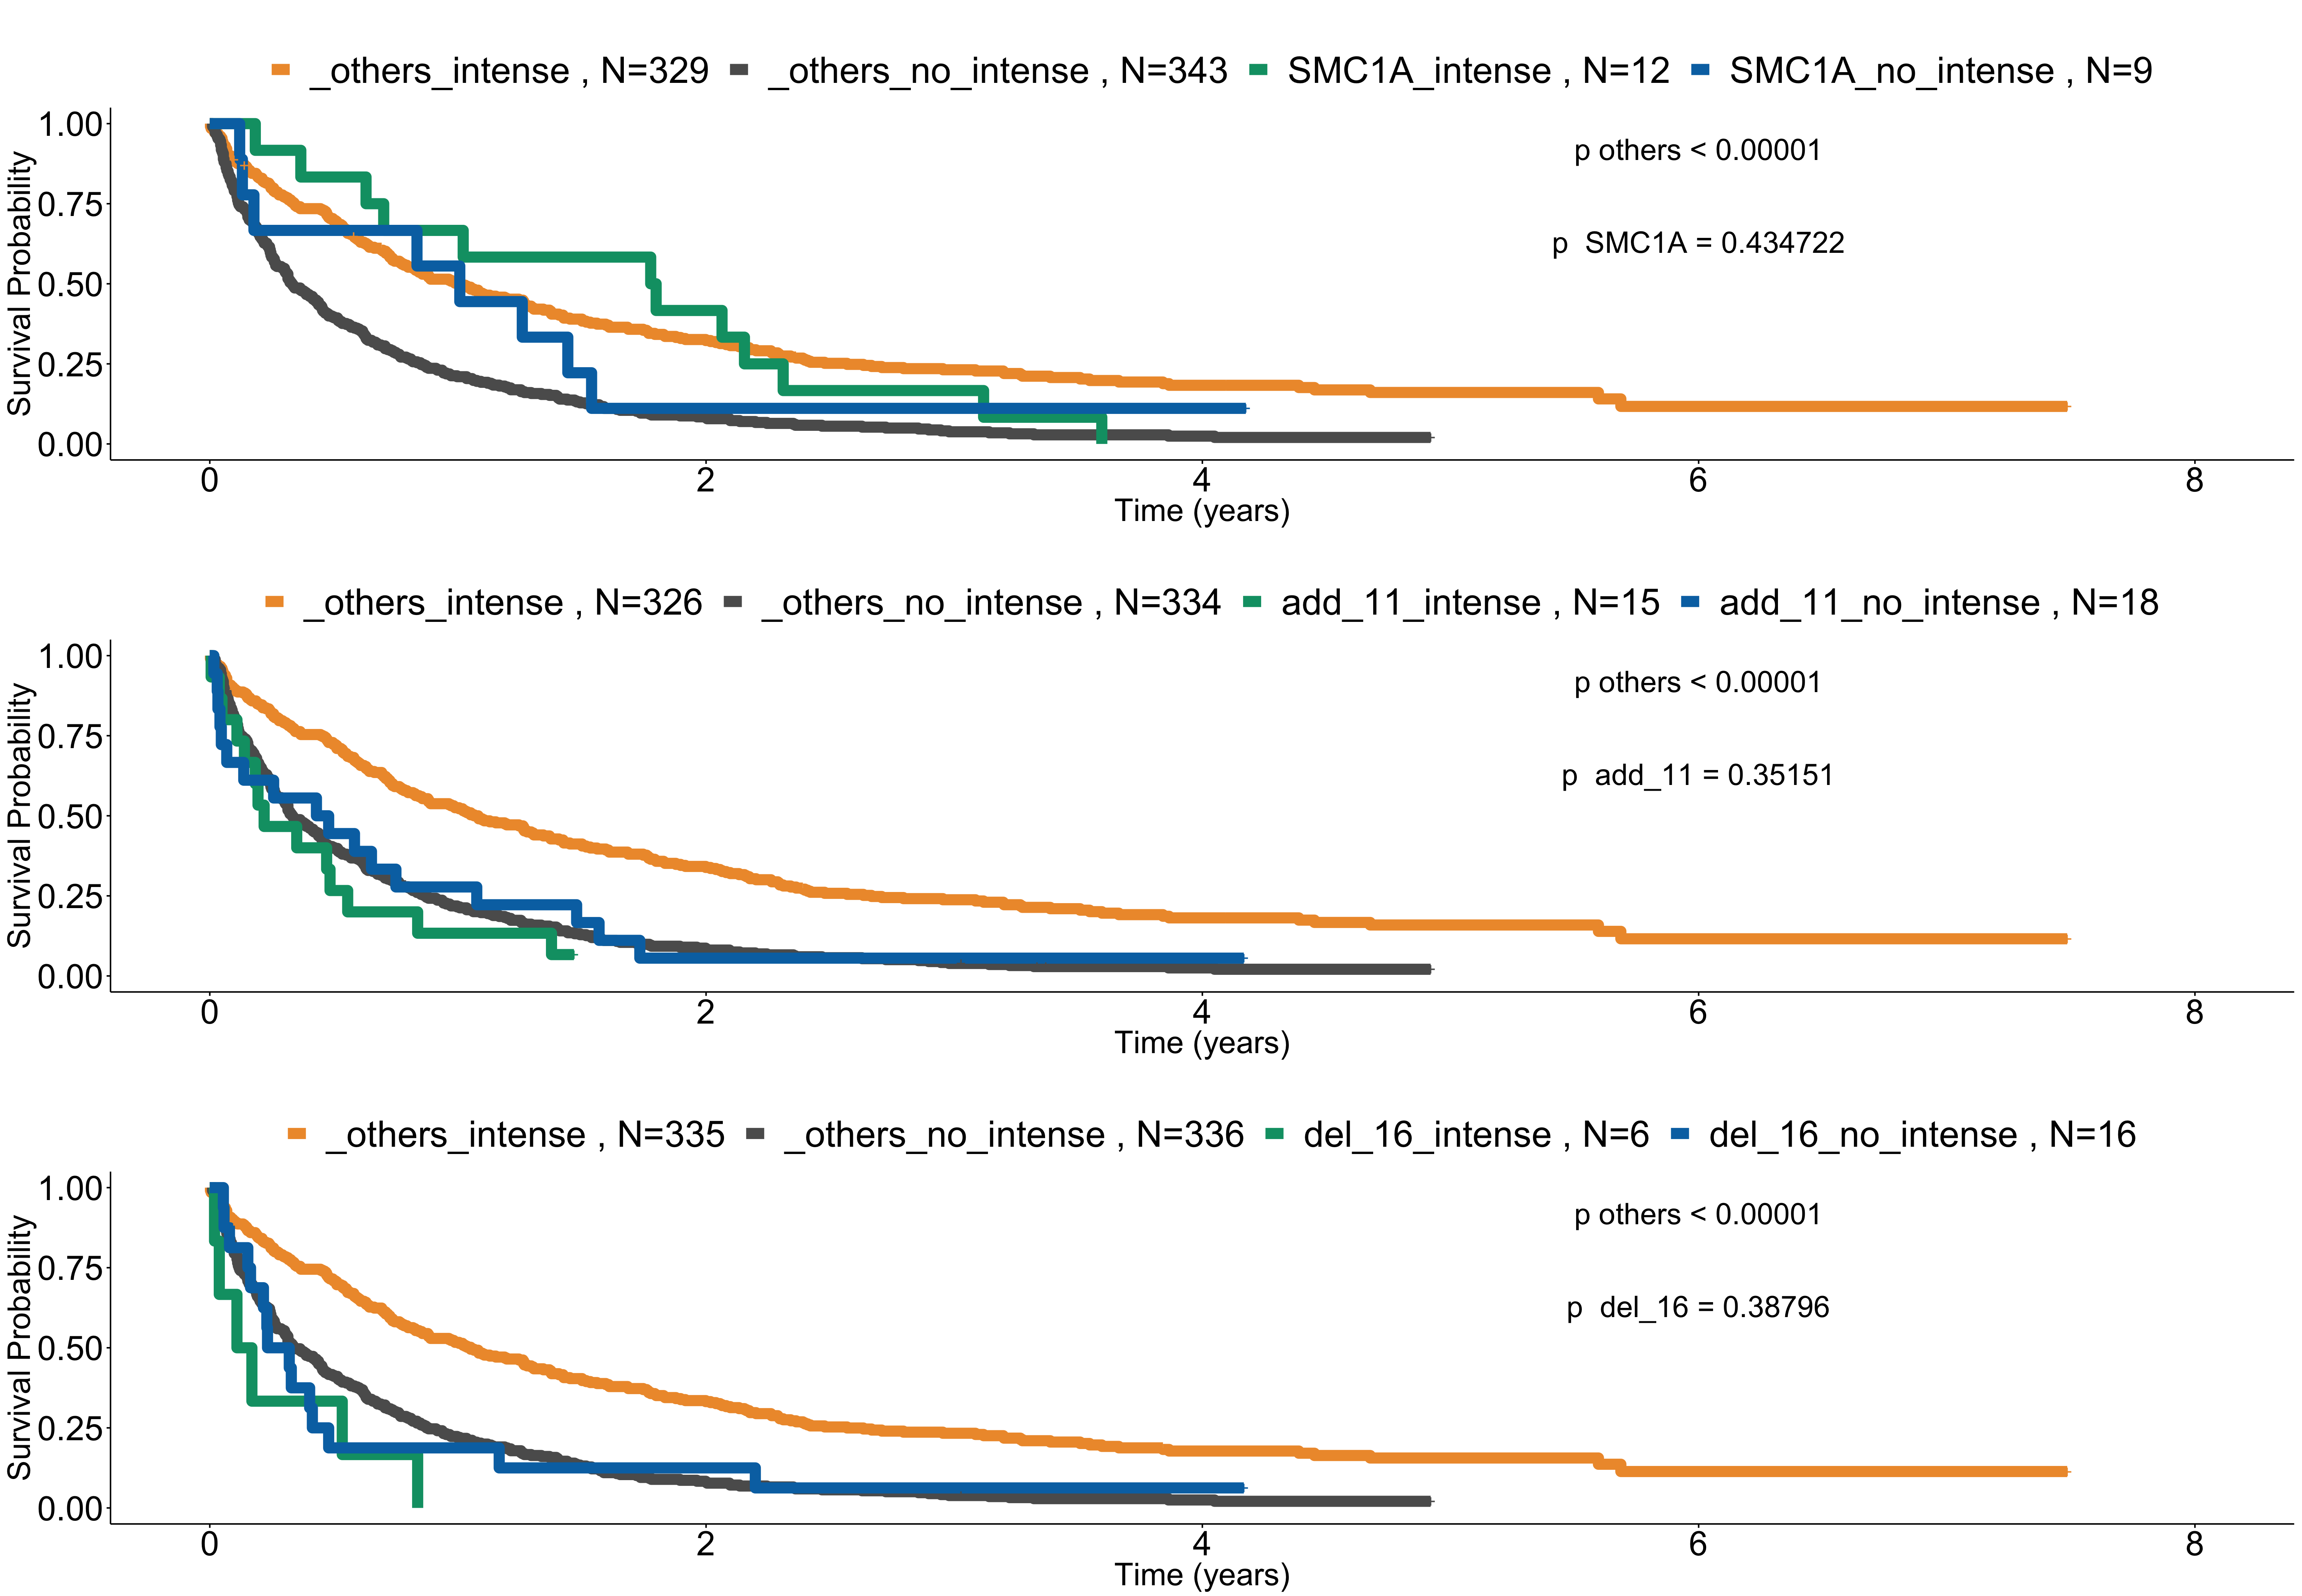 _others_intense , N=329 _others_no_intense , N=343 SMC1A_intense , N=12 SMC1A_no_intense , N=9
1.00
0.75
0.50
0.25
0.00
Survival Probability
p others < 0.00001
p  SMC1A = 0.434722
0 2 4 6 8
Time (years)
_others_intense , N=326 _others_no_intense , N=334 add_11_intense , N=15 add_11_no_intense , N=18
1.00
0.75
0.50
0.25
0.00
Survival Probability
p others < 0.00001
p  add_11 = 0.35151
0 2 4 6 8
Time (years)
_others_intense , N=335 _others_no_intense , N=336 del_16_intense , N=6 del_16_no_intense , N=16
1.00
0.75
0.50
0.25
0.00
Survival Probability
p others < 0.00001
p  del_16 = 0.38796
0 2 4 6 8
Time (years)